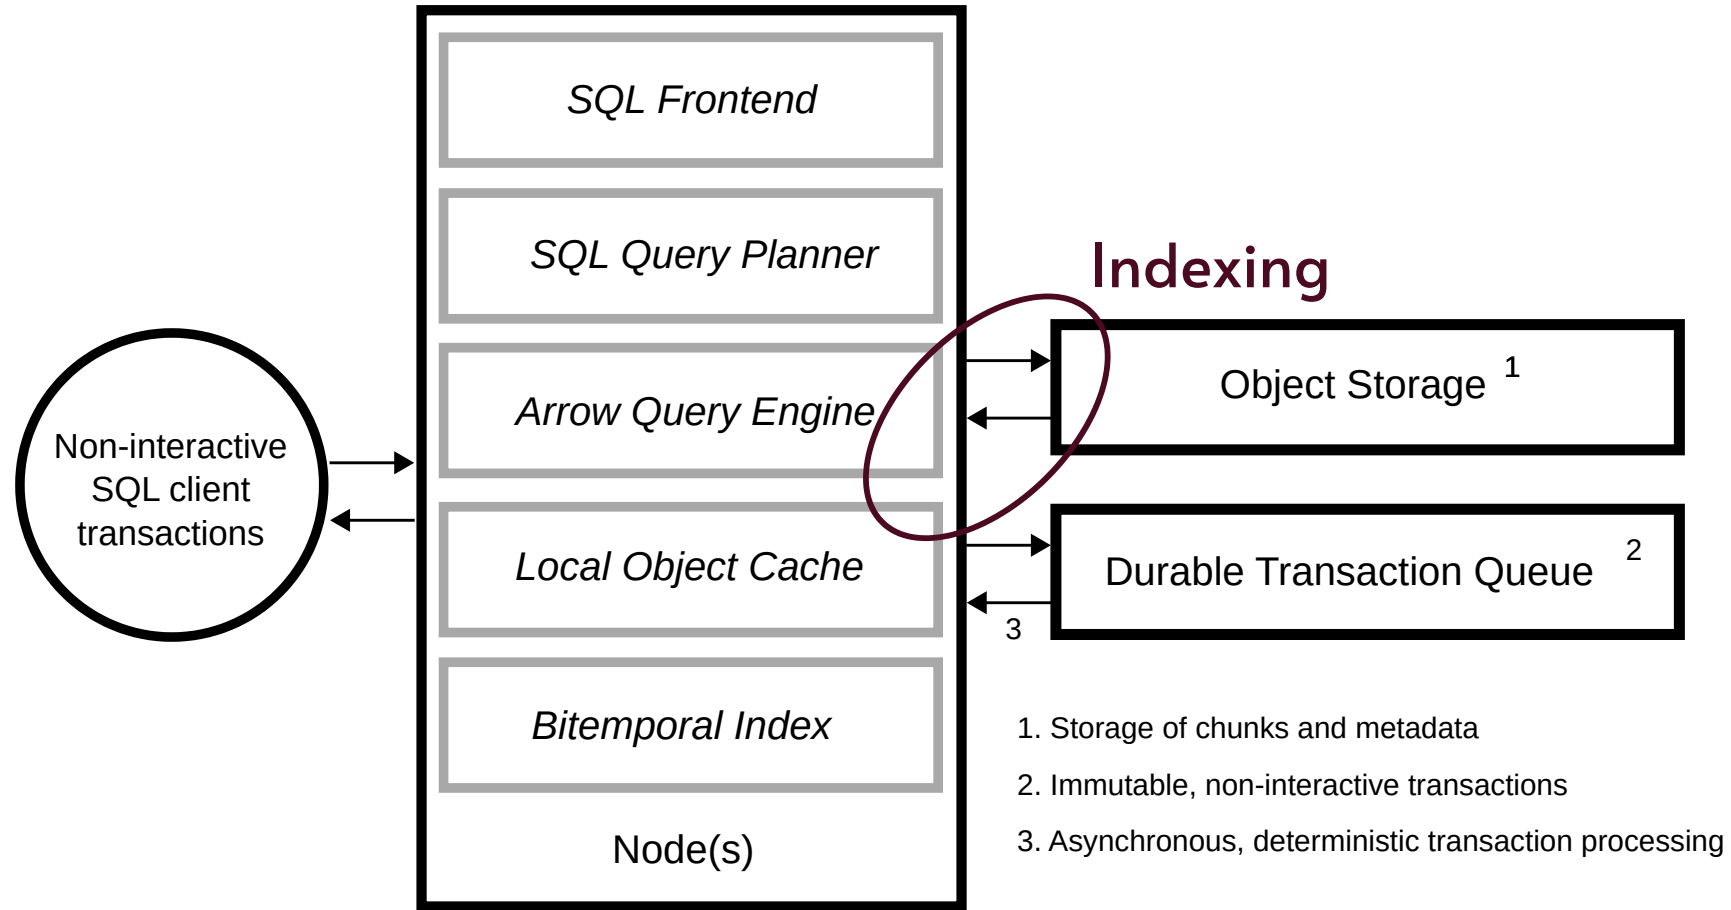 SQL Frontend
SQL Query Planner
Indexing
Arrow Query Engine
Object Storage 1
Non-interactive
SQL client
transactions
Local Object Cache
Durable Transaction Queue 2
3
Bitemporal Index
Node(s)
1. Storage of chunks and metadata
2. Immutable, non-interactive transactions
3. Asynchronous, deterministic transaction processing